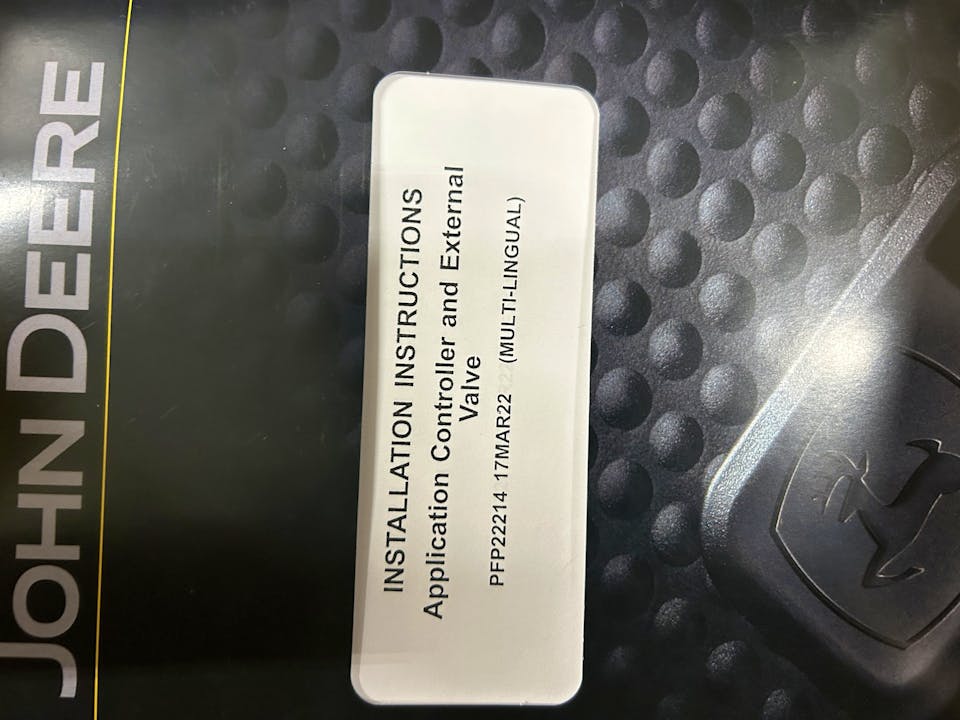 JOHN DEERE
INSTALLATION INSTRUCTIONS
Application Controller and External
Valve
PFP22214 17MAR22 (MULTI-LINGUAL)